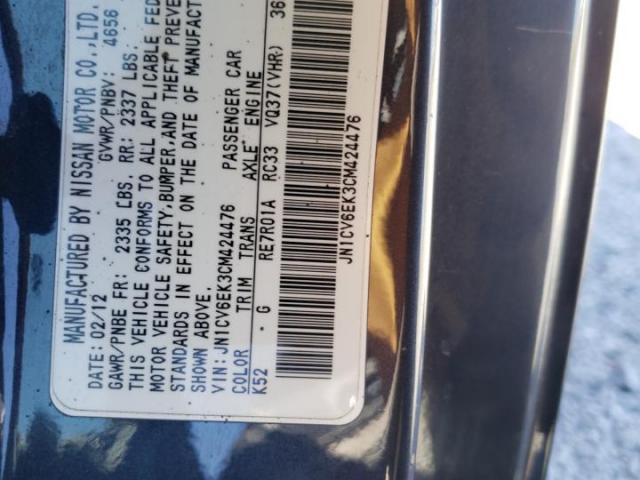 MANUFACTURED BY NISSAN MOTOR CO.,LTD.
DATE: 02/12 GVWR/PNBV: 4656
GAWR/PNBE FR: 2335 LBS. RR: 2337 LBS.
THIS VEHICLE CONFORMS TO ALL APPLICABLE FED
MOTOR VEHICLE SAFETY,BUMPER,AND THEFT PREVE
STANDARDS IN EFFECT ON THE DATE OF MANUFACT
SHOWN ABOVE.
VIN:JN1CV6EK3CM424476 PASSENGER CAR
COLOR TRIM TRANS AXLE ENGINE
K52 G RE7R01A RC33 VQ37(VHR) 36
JN1CV6EK3CM424476